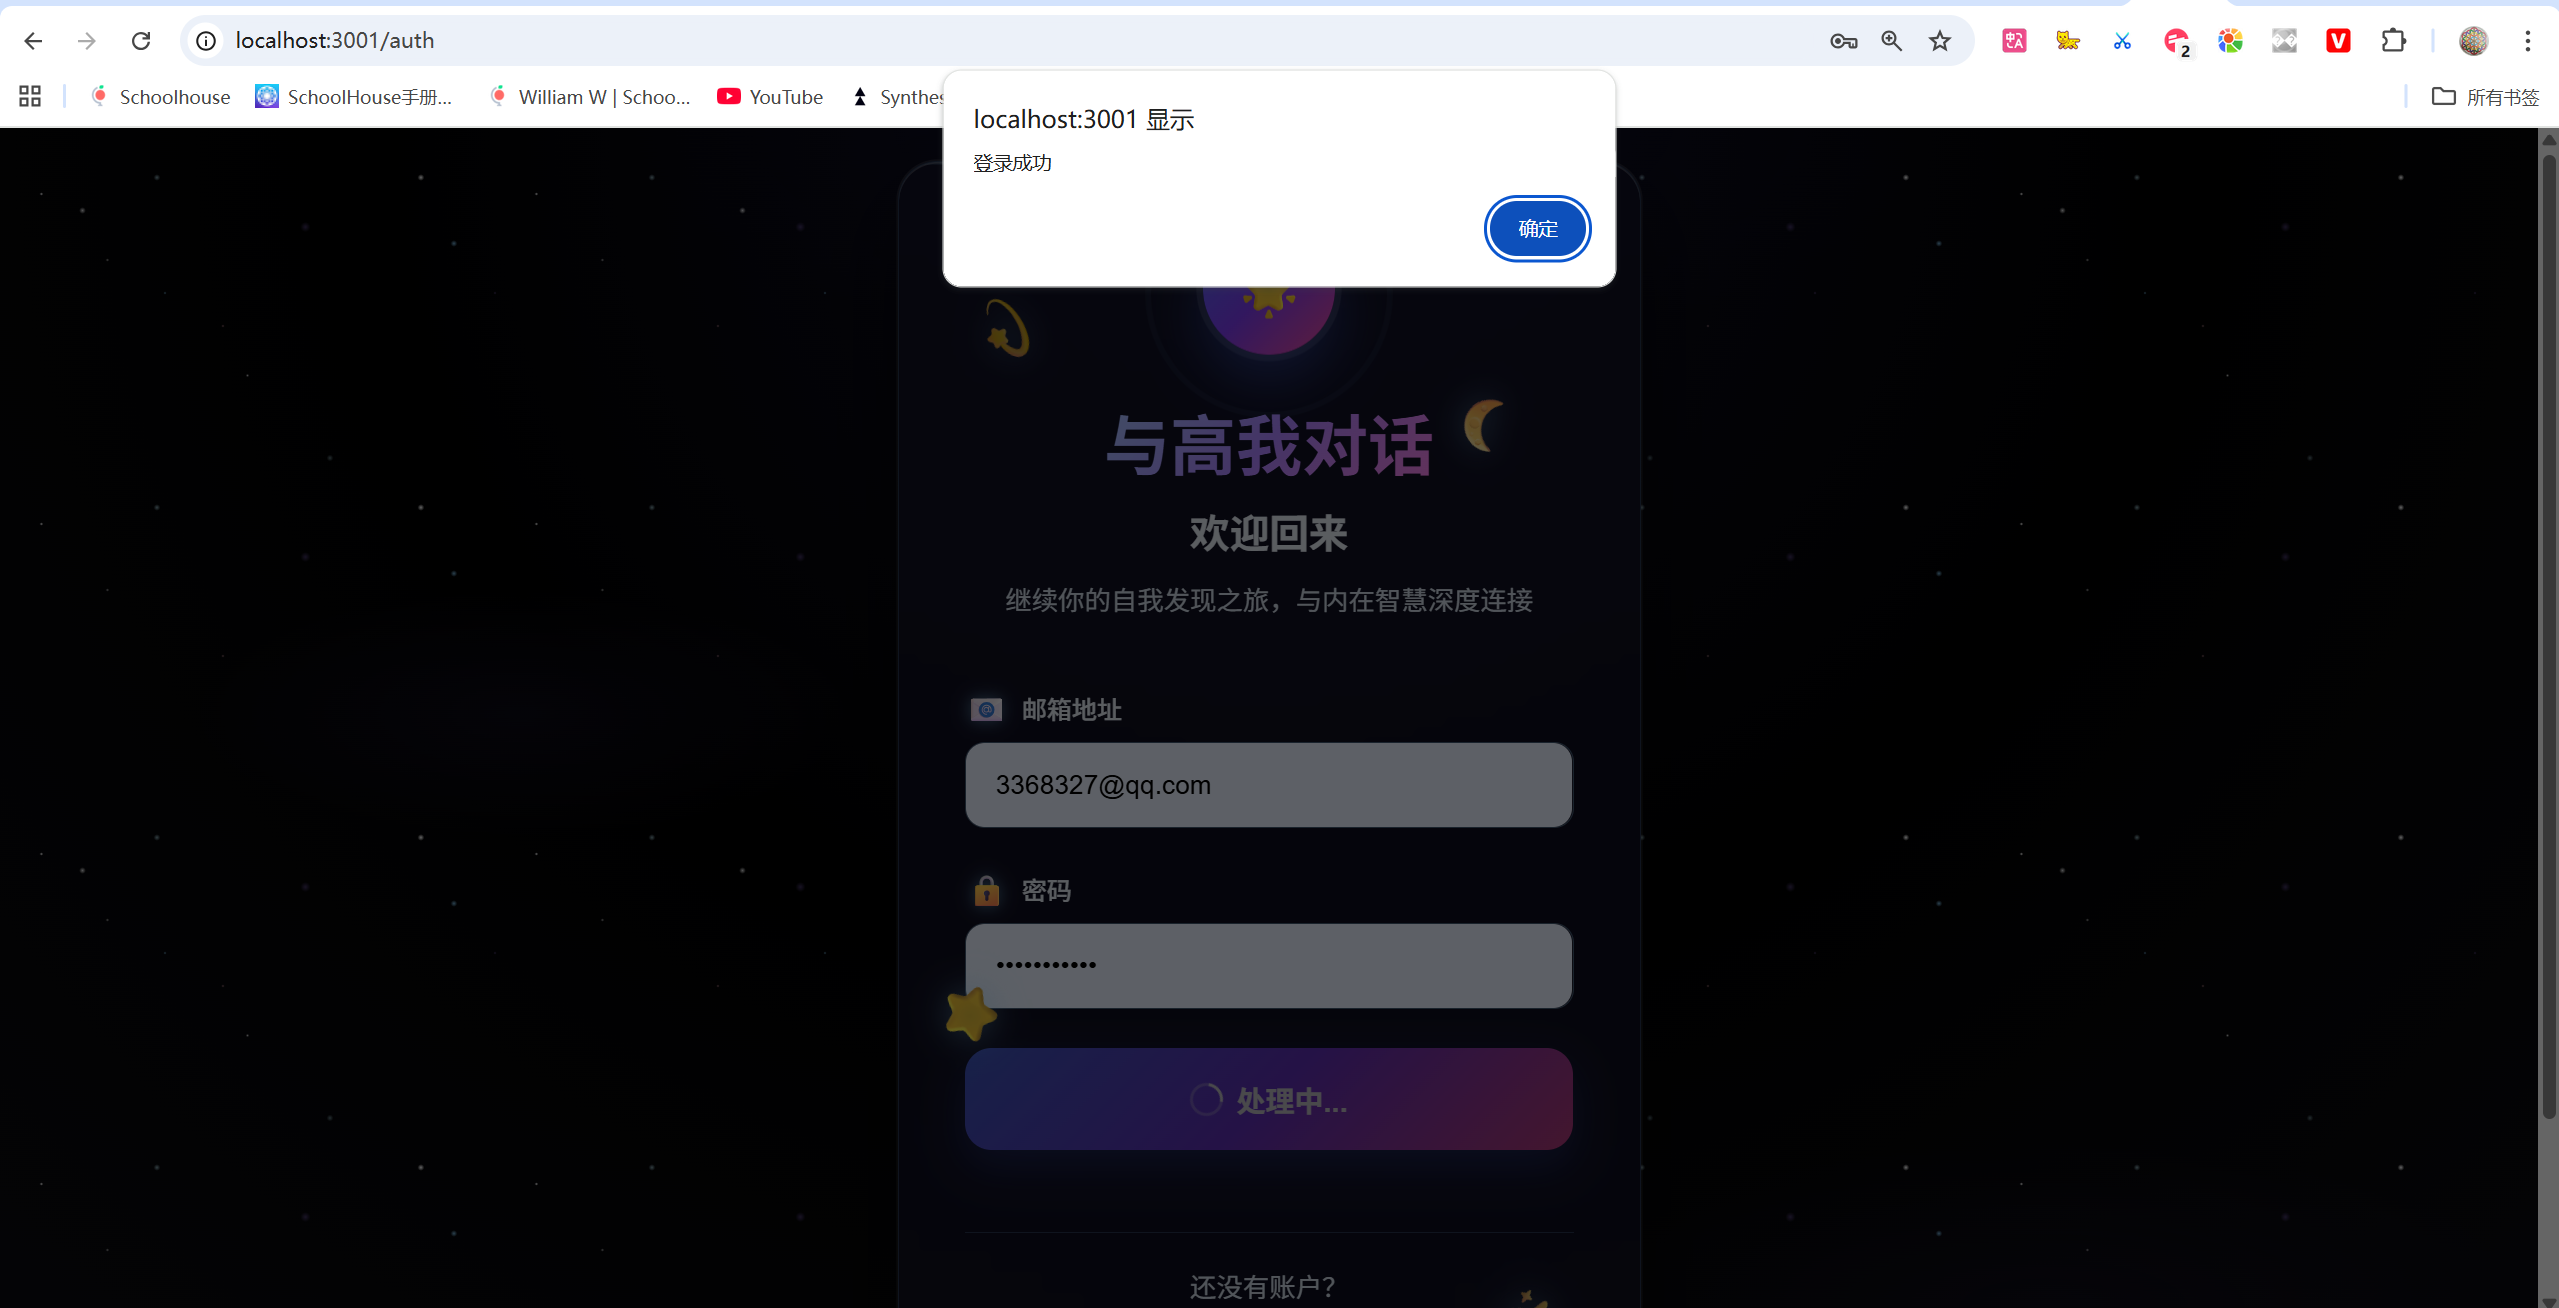 localhost:3001/auth
2
Schoolhouse
SchoolHouse手册...
William W | Schoo...
YouTube
Synthes
所有书签
localhost:3001 显示
登录成功
确定
与高我对话
欢迎回来
继续你的自我发现之旅，与内在智慧深度连接
邮箱地址
3368327@qq.com
密码
•••••••••••
处理中...
还没有账户？